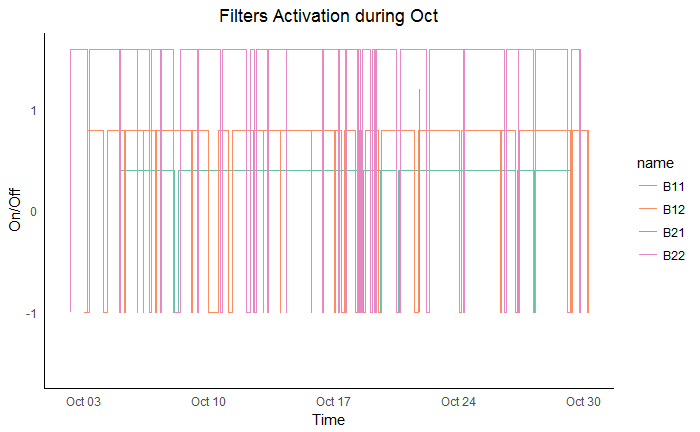 Filters Activation during Oct
On/Off
1
0
-1
Oct 03
Oct 10
Oct 17
Oct 24
Oct 30
Time
name
B11
B12
B21
B22